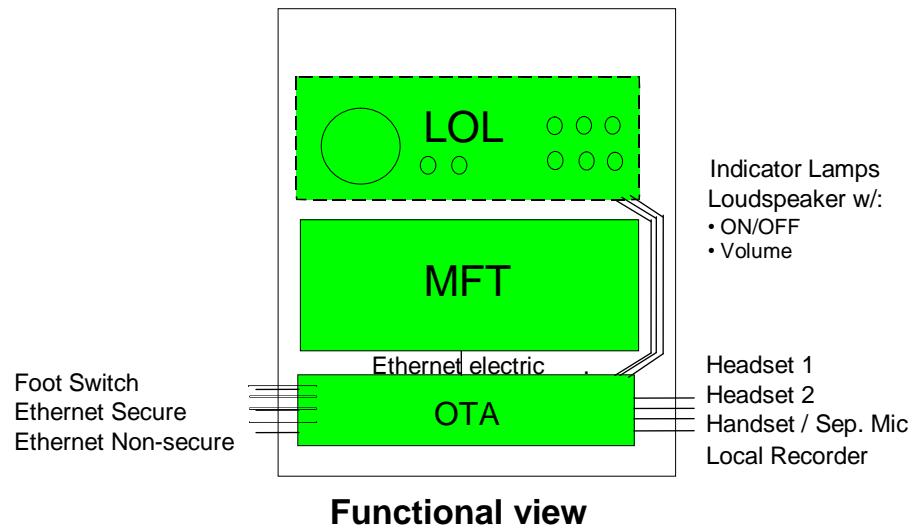 LOL
Indicator Lamps
Loudspeaker w/:
• ON/OFF
• Volume
MFT
Ethernet electric .
Foot Switch
Ethernet Secure
Ethernet Non-secure
OTA
Headset 1
Headset 2
Handset / Sep. Mic
Local Recorder
Functional view